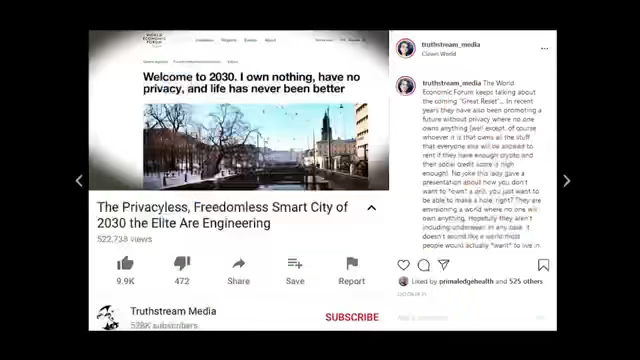 WORLD
ECONOMIC
FORUM
Welcome to 2030. I own nothing, have no
privacy, and life has never been better
The Privacyless, Freedomless Smart City of
2030 the Elite Are Engineering
522,738 views
9.9K
472
Share
Save
Report
Truthstream Media
528K subscribers
SUBSCRIBE
truthstream_media
Clown World
truthstream_media The World
Economic Forum keeps talking about
the coming "Great Reset"... In recent
years they have also been promoting a
future without privacy where no one
owns anything (well except, of course
whoever it is that owns all the stuff
that everyone else will be allowed to
rent if they have enough crypto and
their social credit score is high
enough). No joke this lady gave a
presentation about how you don't
want to *own* a drill, you just want to
be able to make a hole, right? They are
envisioning a world where no one will
own anything. Hopefully they aren't
including underwear. In any case, it
doesn't sound like a world most
people would actually *want* to live in
Liked by primaledgehealth and 525 others